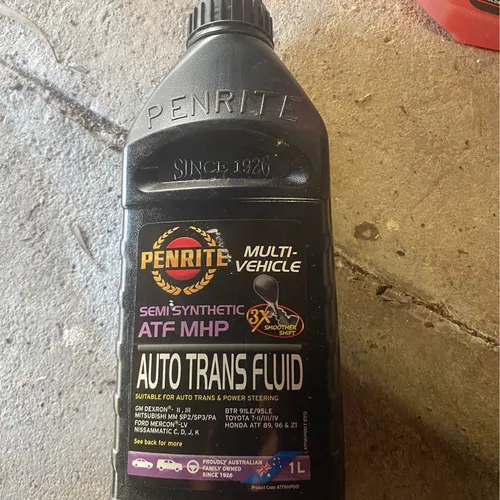 PENRITE
SINCE 1926
PENRITE
MULTI-
VEHICLE
SEMI SYNTHETIC
ATF MHP
3X
SMOOTHER
SHIFT
AUTO TRANS FLUID
SUITABLE FOR AUTO TRANS & POWER STEERING
GM DEXRON® - II, III
MITSUBISHI MM SP2/SP3/PA
FORD MERCON®-LV
NISSANMATIC C, D, J, K
BTR 91LE/95LE
TOYOTA T-II/III/IV
HONDA ATF 89, 96 & Z1
See back for more
PROUDLY AUSTRALIAN
FAMILY OWNED
SINCE 1926
1L
Product Code: ATFMHP001